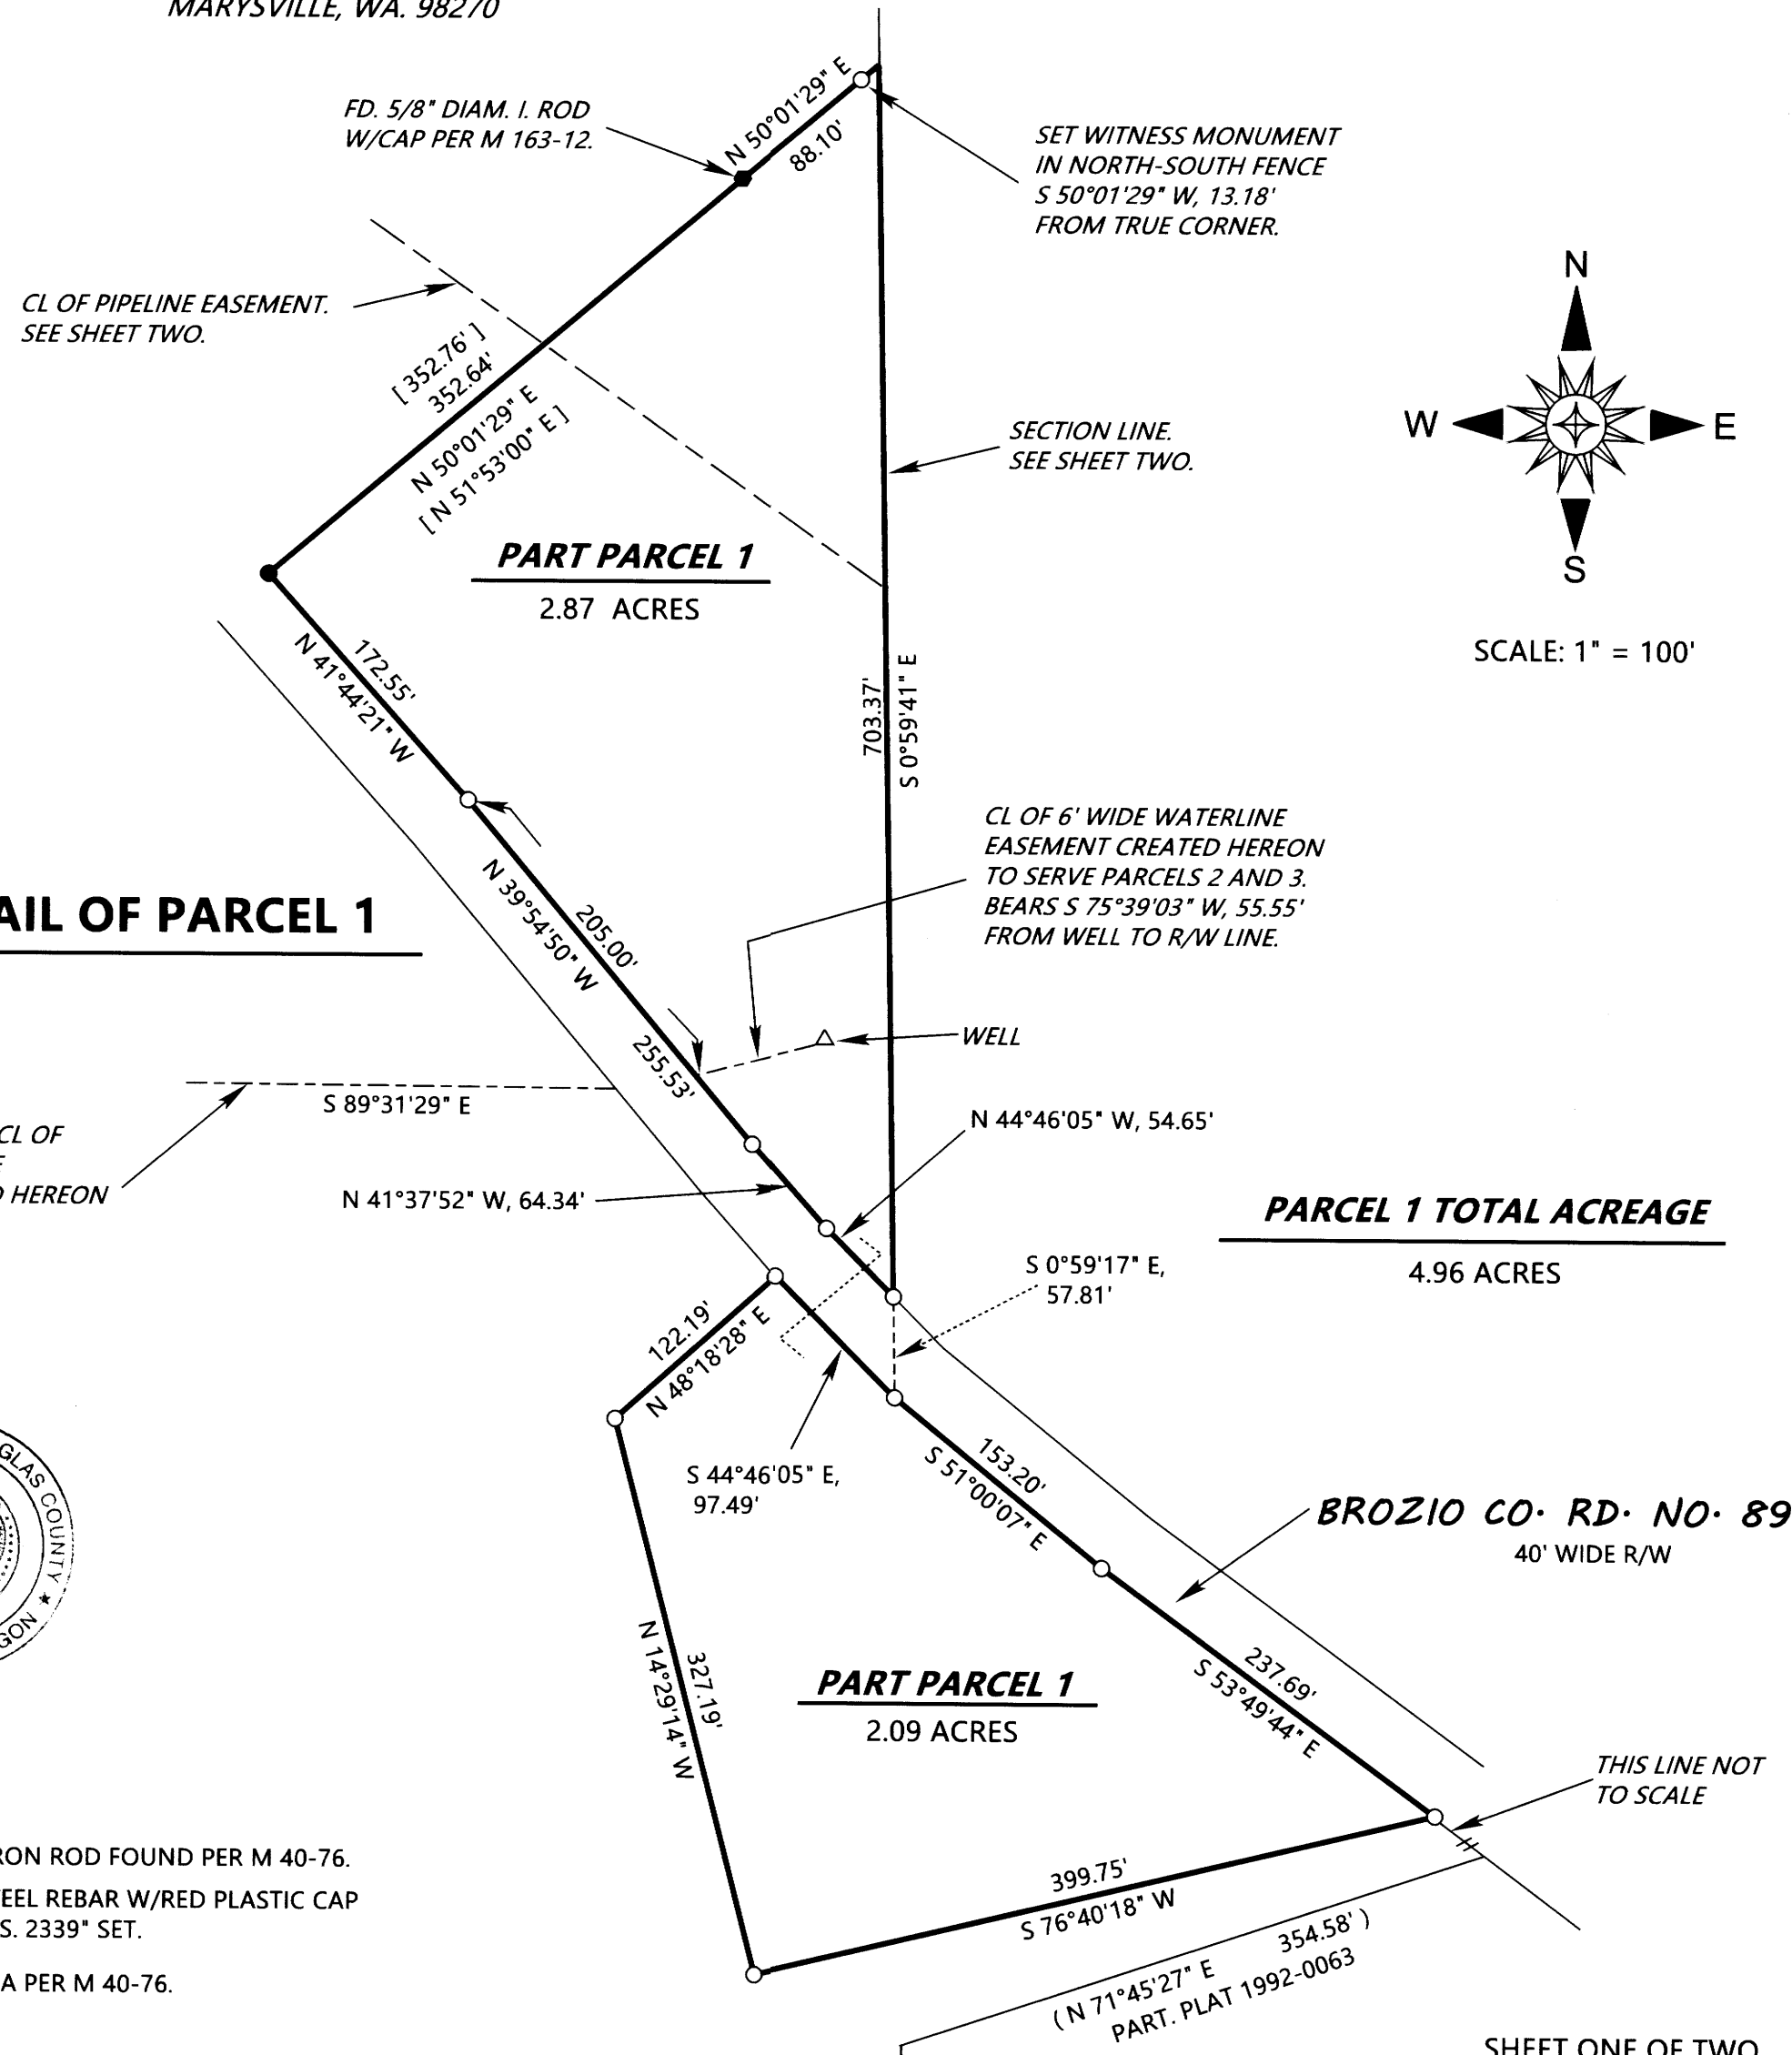 MARYSVILLE, WA. 98270
FD. 5/8" DIAM. I. ROD
W/CAP PER M 163-12.
N 50°01'29" E
88.10'
SET WITNESS MONUMENT
IN NORTH-SOUTH FENCE
S 50°01'29" W, 13.18'
FROM TRUE CORNER.
CL OF PIPELINE EASEMENT.
SEE SHEET TWO.
[ 352.76' ]
352.64'
N 50°01'29" E
[ N 51°53'00" E ]
SECTION LINE.
SEE SHEET TWO.
N
W
E
S
SCALE: 1" = 100'
PART PARCEL 1
2.87 ACRES
172.55'
N 41°44'21" W
703.37'
S 0°59'41" E
CL OF 6' WIDE WATERLINE
EASEMENT CREATED HEREON
TO SERVE PARCELS 2 AND 3.
BEARS S 75°39'03" W, 55.55'
FROM WELL TO R/W LINE.
AIL OF PARCEL 1
205.00'
N 39°54'50" W
255.53'
WELL
S 89°31'29" E
CL OF
E
D HEREON
N 44°46'05" W, 54.65'
N 41°37'52" W, 64.34'
PARCEL 1 TOTAL ACREAGE
4.96 ACRES
S 0°59'17" E,
57.81'
122.19'
N 48°18'28" E
S 44°46'05" E,
97.49'
153.20'
S 51°00'07" E
BROZIO CO. RD. NO. 89
40' WIDE R/W
GLAS COUNTY ★
GON
327.19'
N 14°29'14" W
PART PARCEL 1
2.09 ACRES
237.69'
S 53°49'44" E
THIS LINE NOT
TO SCALE
399.75'
S 76°40'18" W
( N 71°45'27" E 354.58' )
PART. PLAT 1992-0063
RON ROD FOUND PER M 40-76.
TEEL REBAR W/RED PLASTIC CAP
S. 2339" SET.
A PER M 40-76.
SHEET ONE OF TWO